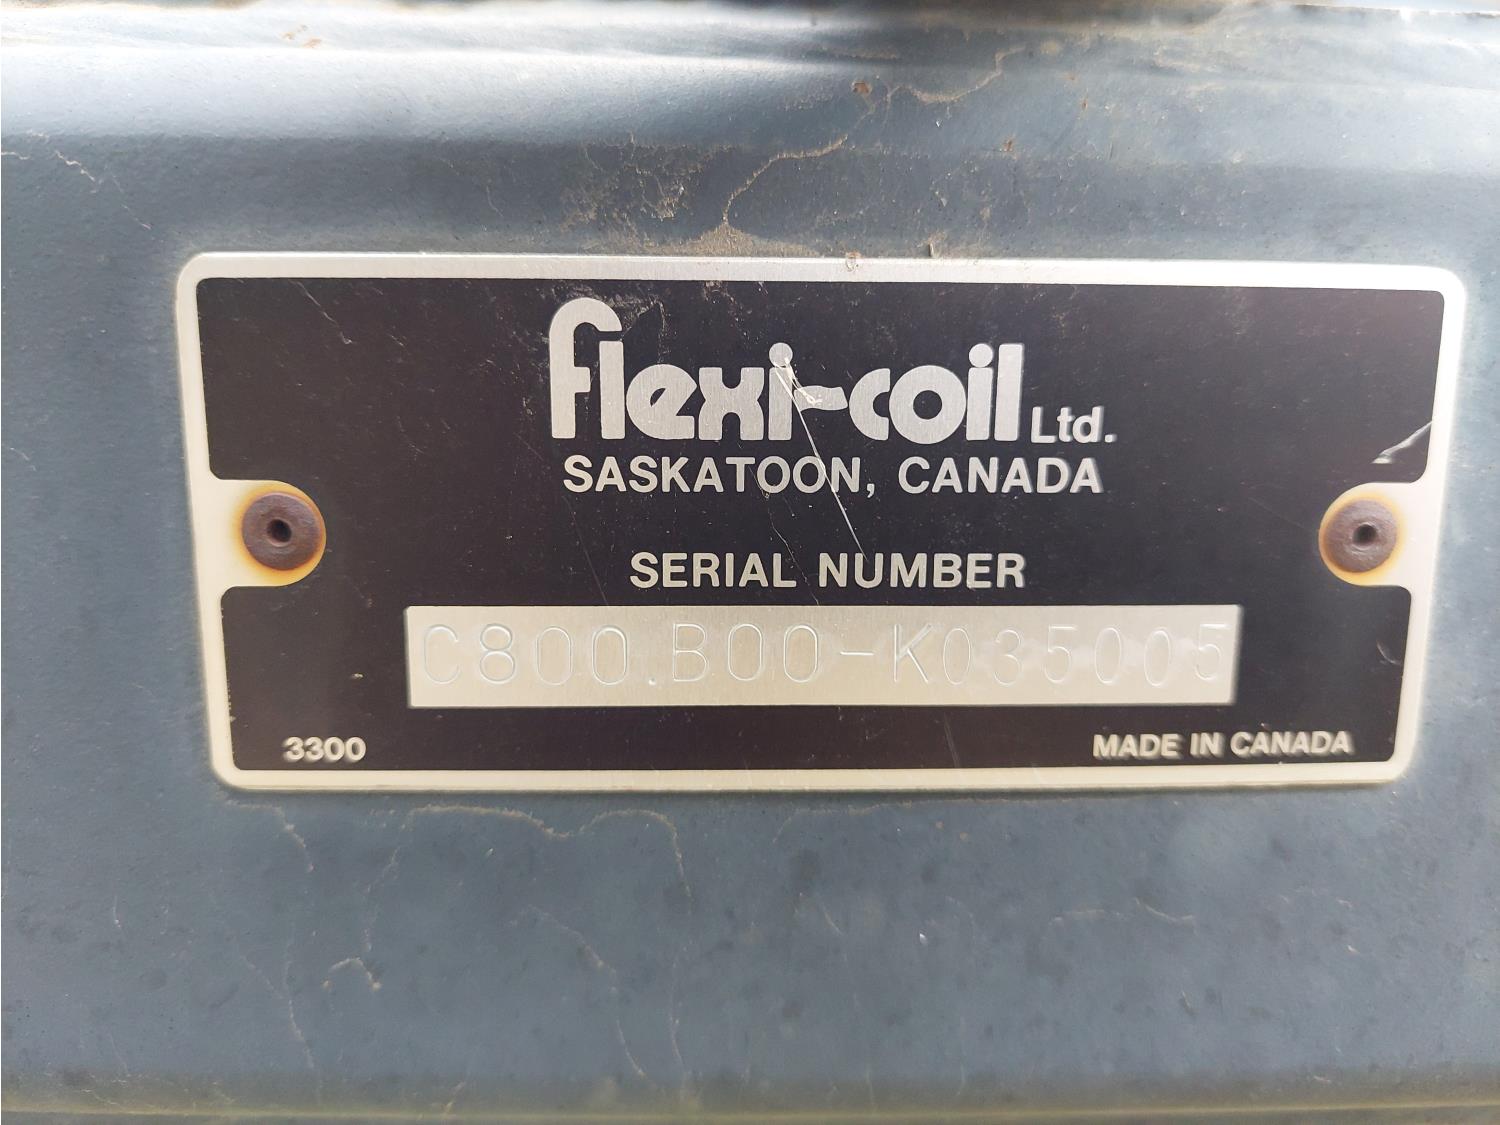 flexi-coil Ltd.
SASKATOON, CANADA
SERIAL NUMBER
C800.B00-K035005
3300
MADE IN CANADA